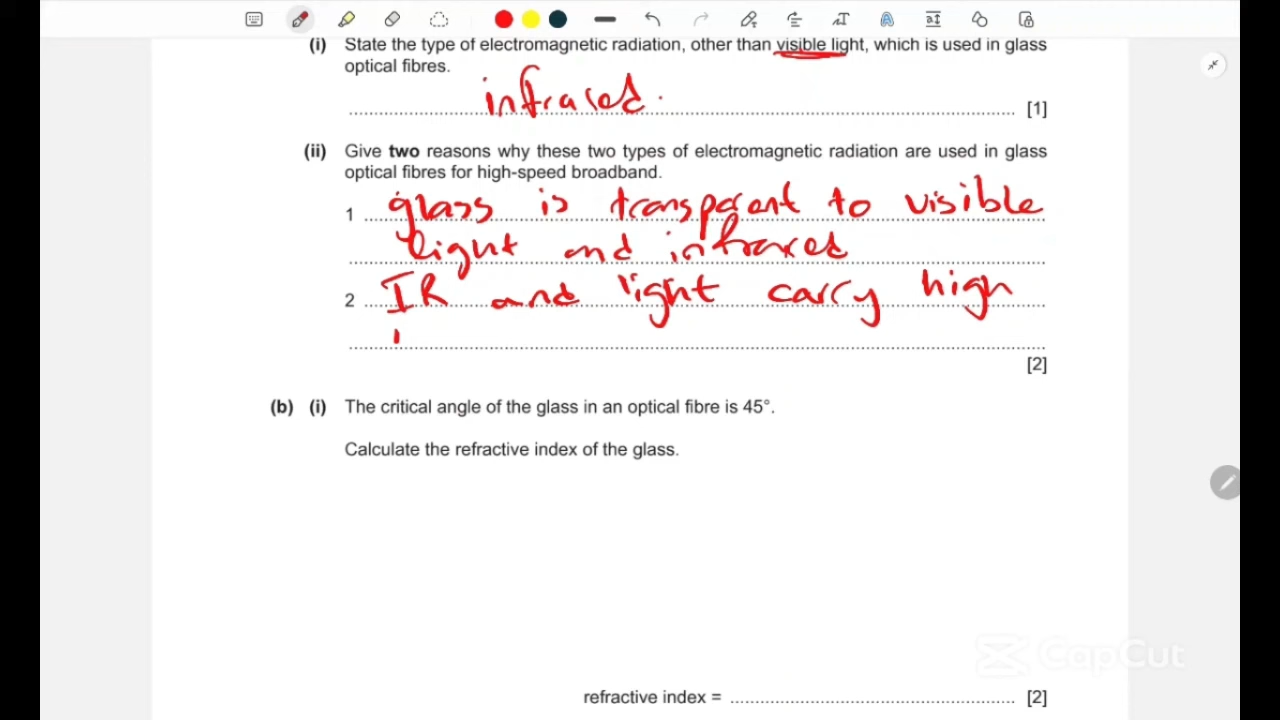 (i) State the type of electromagnetic radiation, other than visible light, which is used in glass
optical fibres.
infrared.
[1]
(ii) Give two reasons why these two types of electromagnetic radiation are used in glass
optical fibres for high-speed broadband.
1 glass is transparent to visible
light and infrared
2 IR and light carry high
[2]
(b) (i) The critical angle of the glass in an optical fibre is 45°.
Calculate the refractive index of the glass.
CapCut
refractive index = [2]